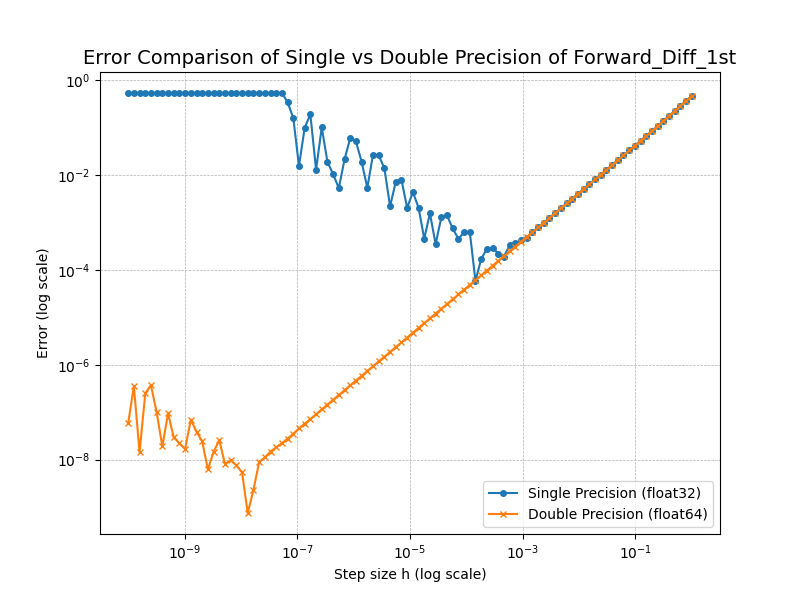 Error Comparison of Single vs Double Precision of Forward_Diff_1st
Error (log scale)
10⁰
10⁻²
10⁻⁴
10⁻⁶
10⁻⁸
Single Precision (float32)
Double Precision (float64)
10⁻⁹
10⁻⁷
10⁻⁵
10⁻³
10⁻¹
Step size h (log scale)